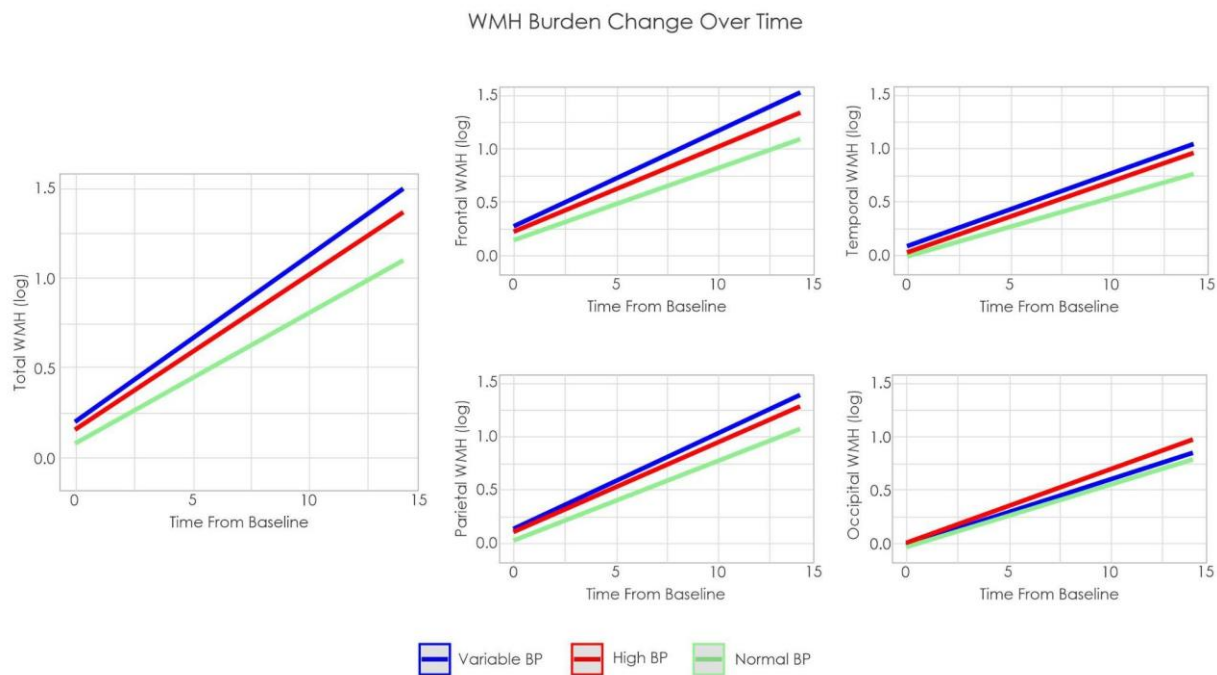 WMH Burden Change Over Time
Total WMH (log)
1.5
1.0
0.5
0.0
0 5 10 15
Time From Baseline
Frontal WMH (log)
1.5
1.0
0.5
0.0
0 5 10 15
Time From Baseline
Temporal WMH (log)
1.5
1.0
0.5
0.0
0 5 10 15
Time From Baseline
Parietal WMH (log)
1.5
1.0
0.5
0.0
0 5 10 15
Time From Baseline
Occipital WMH (log)
1.5
1.0
0.5
0.0
0 5 10 15
Time From Baseline
Variable BP High BP Normal BP